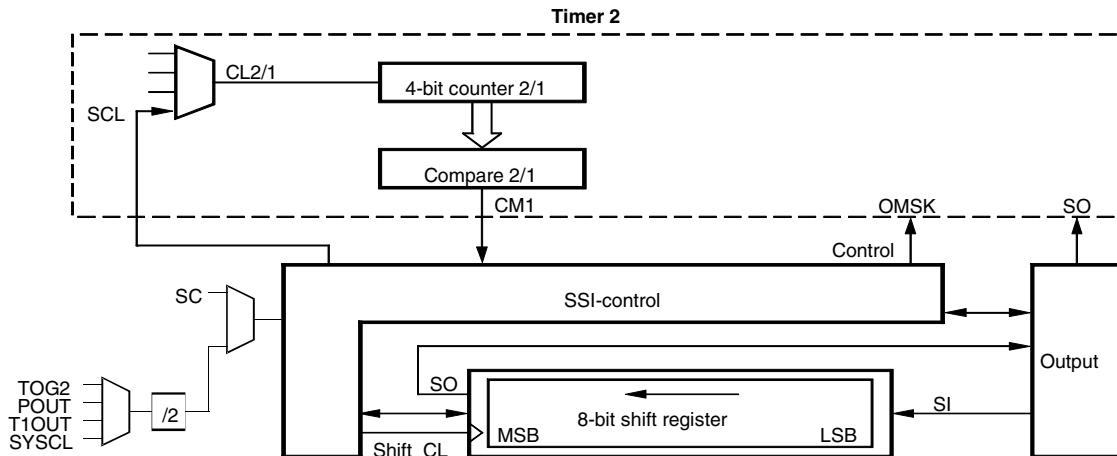 Timer 2
CL2/1
4-bit counter 2/1
SCL
Compare 2/1
CM1
OMSK
SO
Control
SC
SSI-control
Output
TOG2
POUT
T1OUT
SYSCL
/2
SO
8-bit shift register
SI
MSB
LSB
Shift_CL